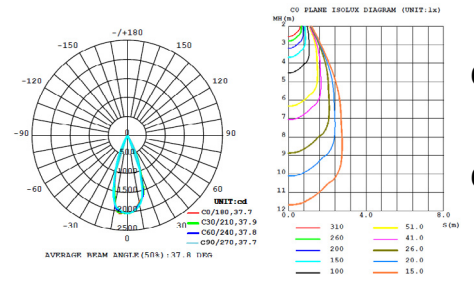 C0 PLANE ISOLUX DIAGRAM (UNIT:lx)
-/+180
-150 150
-120 120
-90 90
-60 60
-30 30
0
0
500
1000
1500
2000
2500
UNIT:cd
C0/180,37.7
C30/210,37.9
C60/240,37.8
C90/270,37.7
AVERAGE BEAM ANGLE(50%):37.8 DEG
MH(m)
2
3
4
5
6
7
8
9
10
11
12
0.0 4.0 8.0
S(m)
310 51.0
260 41.0
200 26.0
150 20.0
100 15.0